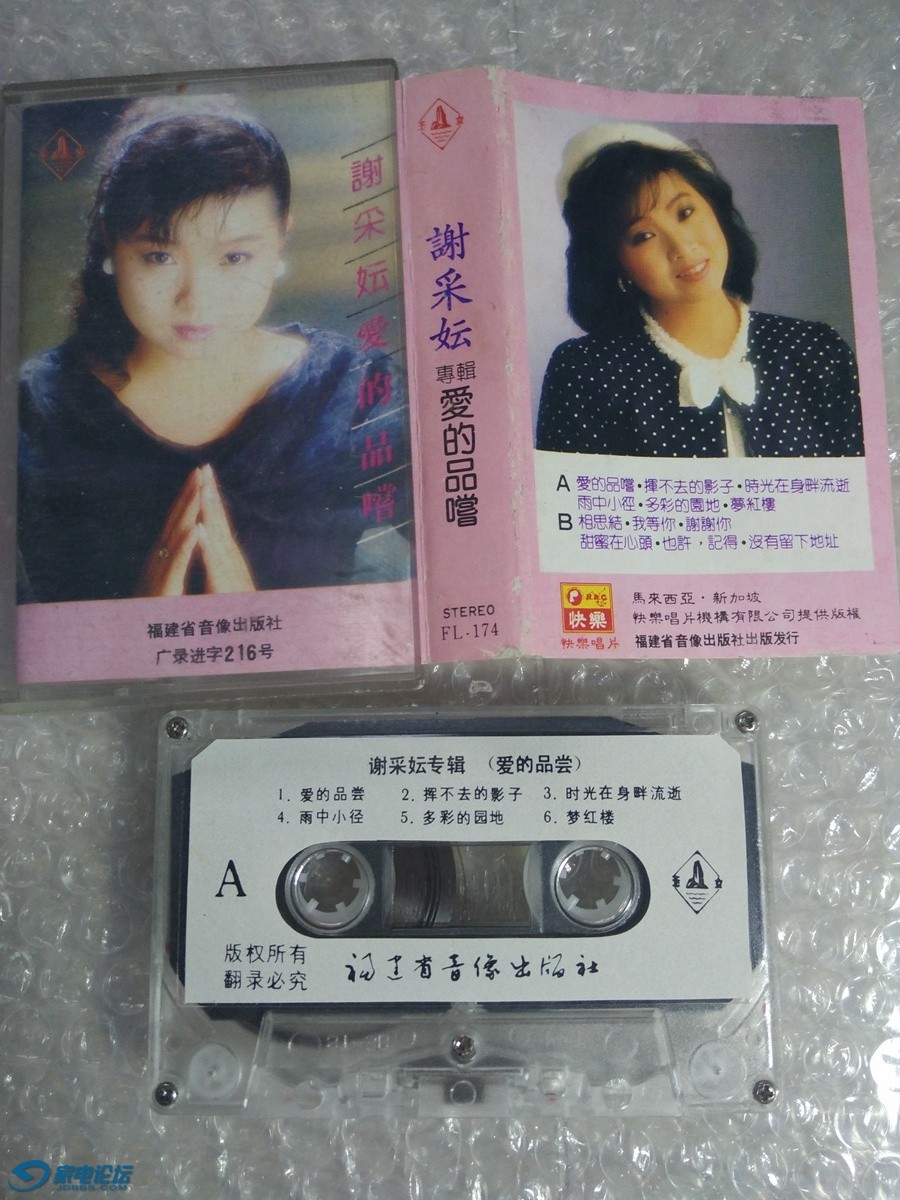 謝采妘愛的品嚐
福建省音像出版社
广录进字216号
謝采妘
專輯
愛的品嚐
STEREO
FL-174
A 愛的品嚐·揮不去的影子·時光在身畔流逝
雨中小徑·多彩的園地·夢紅樓
B 相思結·我等你·謝謝你
甜蜜在心頭·也許，記得·沒有留下地址
快樂
快樂唱片
馬來西亞·新加坡
快樂唱片機構有限公司提供版權
福建省音像出版社出版发行
谢采妘专辑 （爱的品尝）
1. 爱的品尝 2. 挥不去的影子 3. 时光在身畔流逝
4. 雨中小径 5. 多彩的园地 6. 梦红楼
A
版权所有
翻录必究
福建省音像出版社
家电论坛
JDBBS.COM